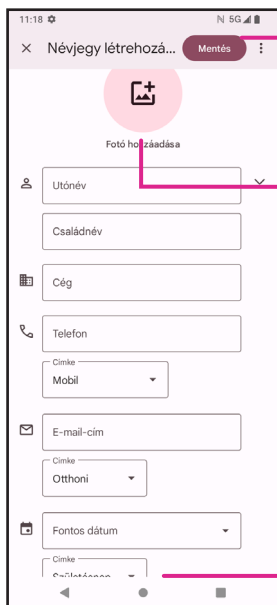 11:18 5G
Névjegy létrehozá... Mentés
Fotó hozzáadása
Utónév
Családnév
Cég
Telefon
Címke
Mobil
E-mail-cím
Címke
Otthoni
Fontos dátum
Címke
Születésnap